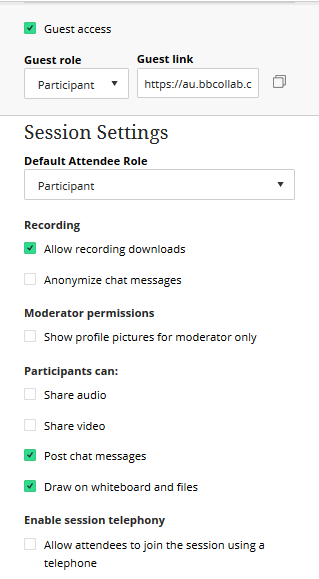 Guest access
Guest role
Guest link
Participant
https://au.bbcollab.c
Session Settings
Default Attendee Role
Participant
Recording
Allow recording downloads
Anonymize chat messages
Moderator permissions
Show profile pictures for moderator only
Participants can:
Share audio
Share video
Post chat messages
Draw on whiteboard and files
Enable session telephony
Allow attendees to join the session using a
telephone